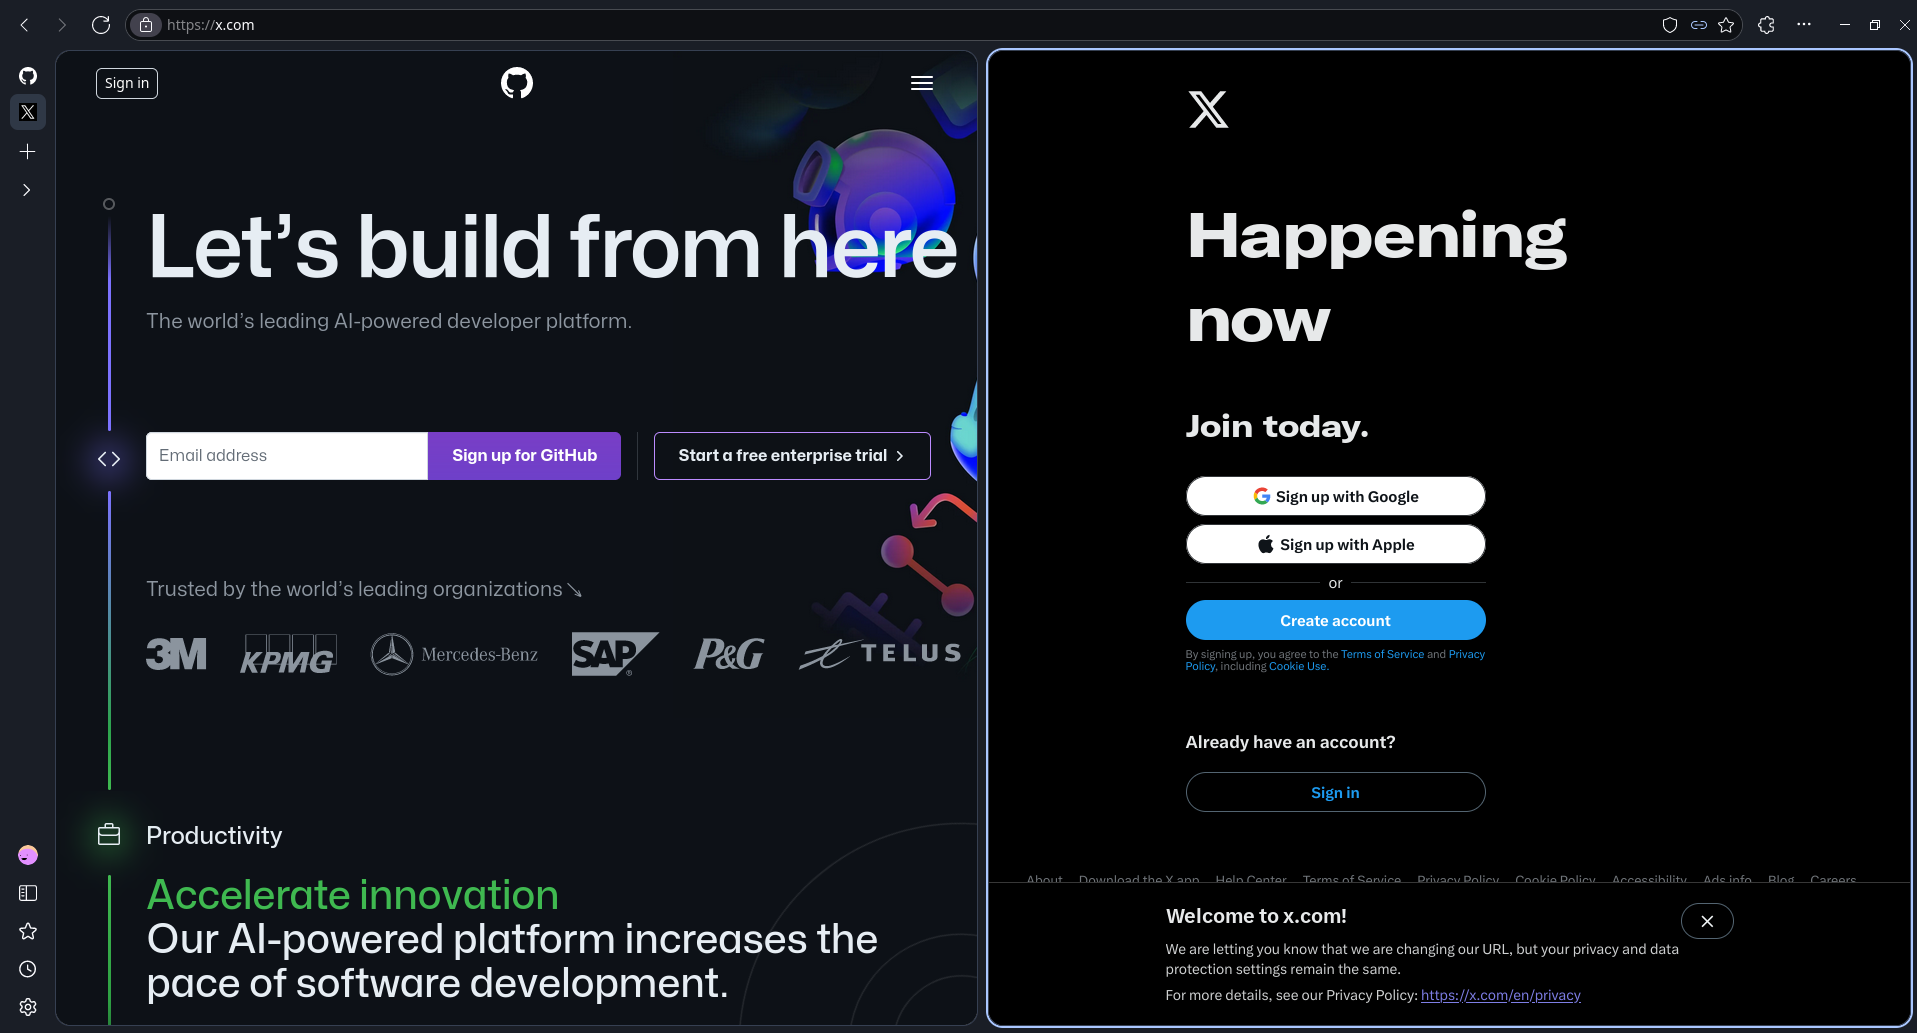 https://x.com
Sign in
Let's build from here
The world's leading AI-powered developer platform.
Email address
Sign up for GitHub
Start a free enterprise trial
Trusted by the world's leading organizations
3M
KPMG
Mercedes-Benz
SAP
®
P&G
TELUS
Productivity
Accelerate innovation
Our AI-powered platform increases the
pace of software development.
Happening
now
Join today.
Sign up with Google
Sign up with Apple
or
Create account
By signing up, you agree to the Terms of Service and Privacy
Policy, including Cookie Use.
Already have an account?
Sign in
About Download the X app Help Center Terms of Service Privacy Policy Cookie Policy Accessibility Ads info Blog Careers
Welcome to x.com!
We are letting you know that we are changing our URL, but your privacy and data
protection settings remain the same.
For more details, see our Privacy Policy: https://x.com/en/privacy